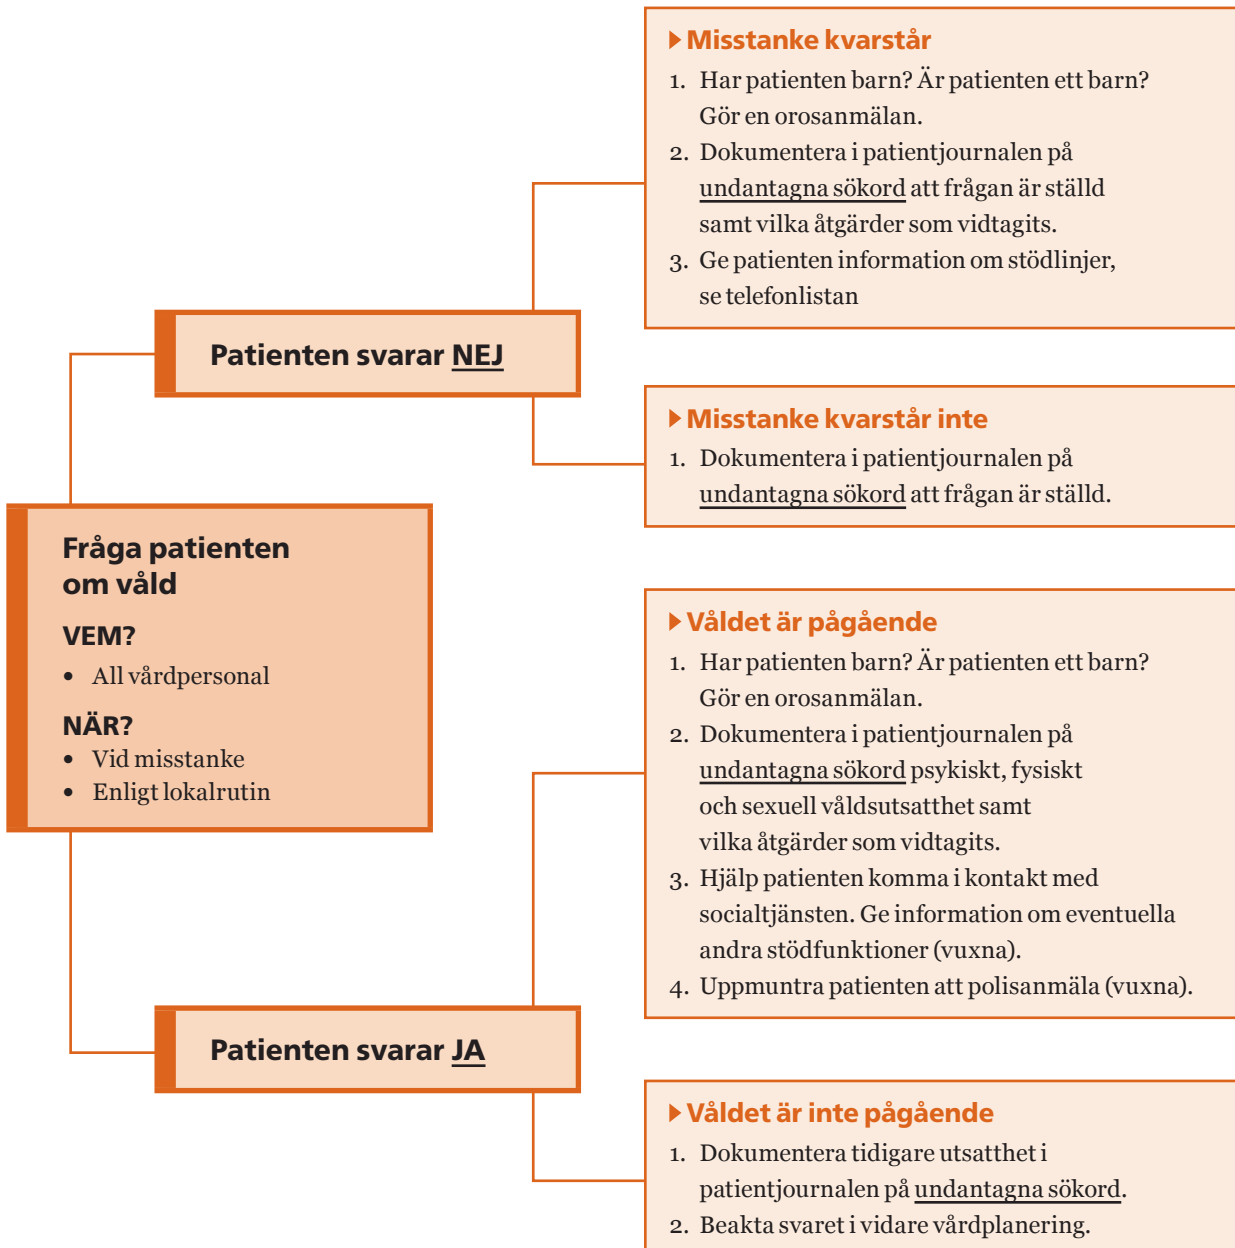 Fråga patienten
om våld
VEM?
• All vårdpersonal
NÄR?
• Vid misstanke
• Enligt lokalrutin
Patienten svarar NEJ
Misstanke kvarstår
1. Har patienten barn? Är patienten ett barn?
Gör en orosanmälan.
2. Dokumentera i patientjournalen på
undantagna sökord att frågan är ställd
samt vilka åtgärder som vidtagits.
3. Ge patienten information om stödlinjer,
se telefonlistan
Misstanke kvarstår inte
1. Dokumentera i patientjournalen på
undantagna sökord att frågan är ställd.
Patienten svarar JA
Våldet är pågående
1. Har patienten barn? Är patienten ett barn?
Gör en orosanmälan.
2. Dokumentera i patientjournalen på
undantagna sökord psykiskt, fysiskt
och sexuell våldsutsatthet samt
vilka åtgärder som vidtagits.
3. Hjälp patienten komma i kontakt med
socialtjänsten. Ge information om eventuella
andra stödfunktioner (vuxna).
4. Uppmuntra patienten att polisanmäla (vuxna).
Våldet är inte pågående
1. Dokumentera tidigare utsatthet i
patientjournalen på undantagna sökord.
2. Beakta svaret i vidare vårdplanering.